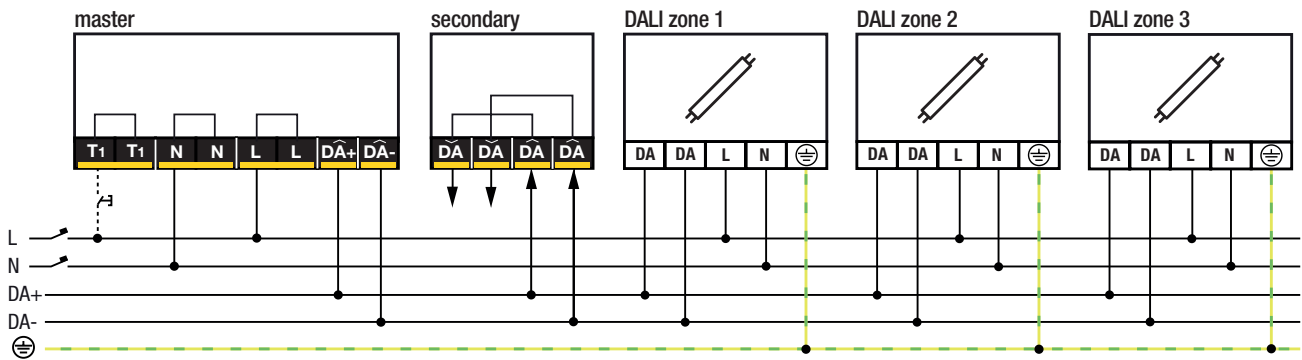 master
secondary
DALI zone 1
DALI zone 2
DALI zone 3
T1 T1 N N L L DA+ DA-
DA DA DA DA
DA DA L N
DA DA L N
DA DA L N
L
N
DA+
DA-